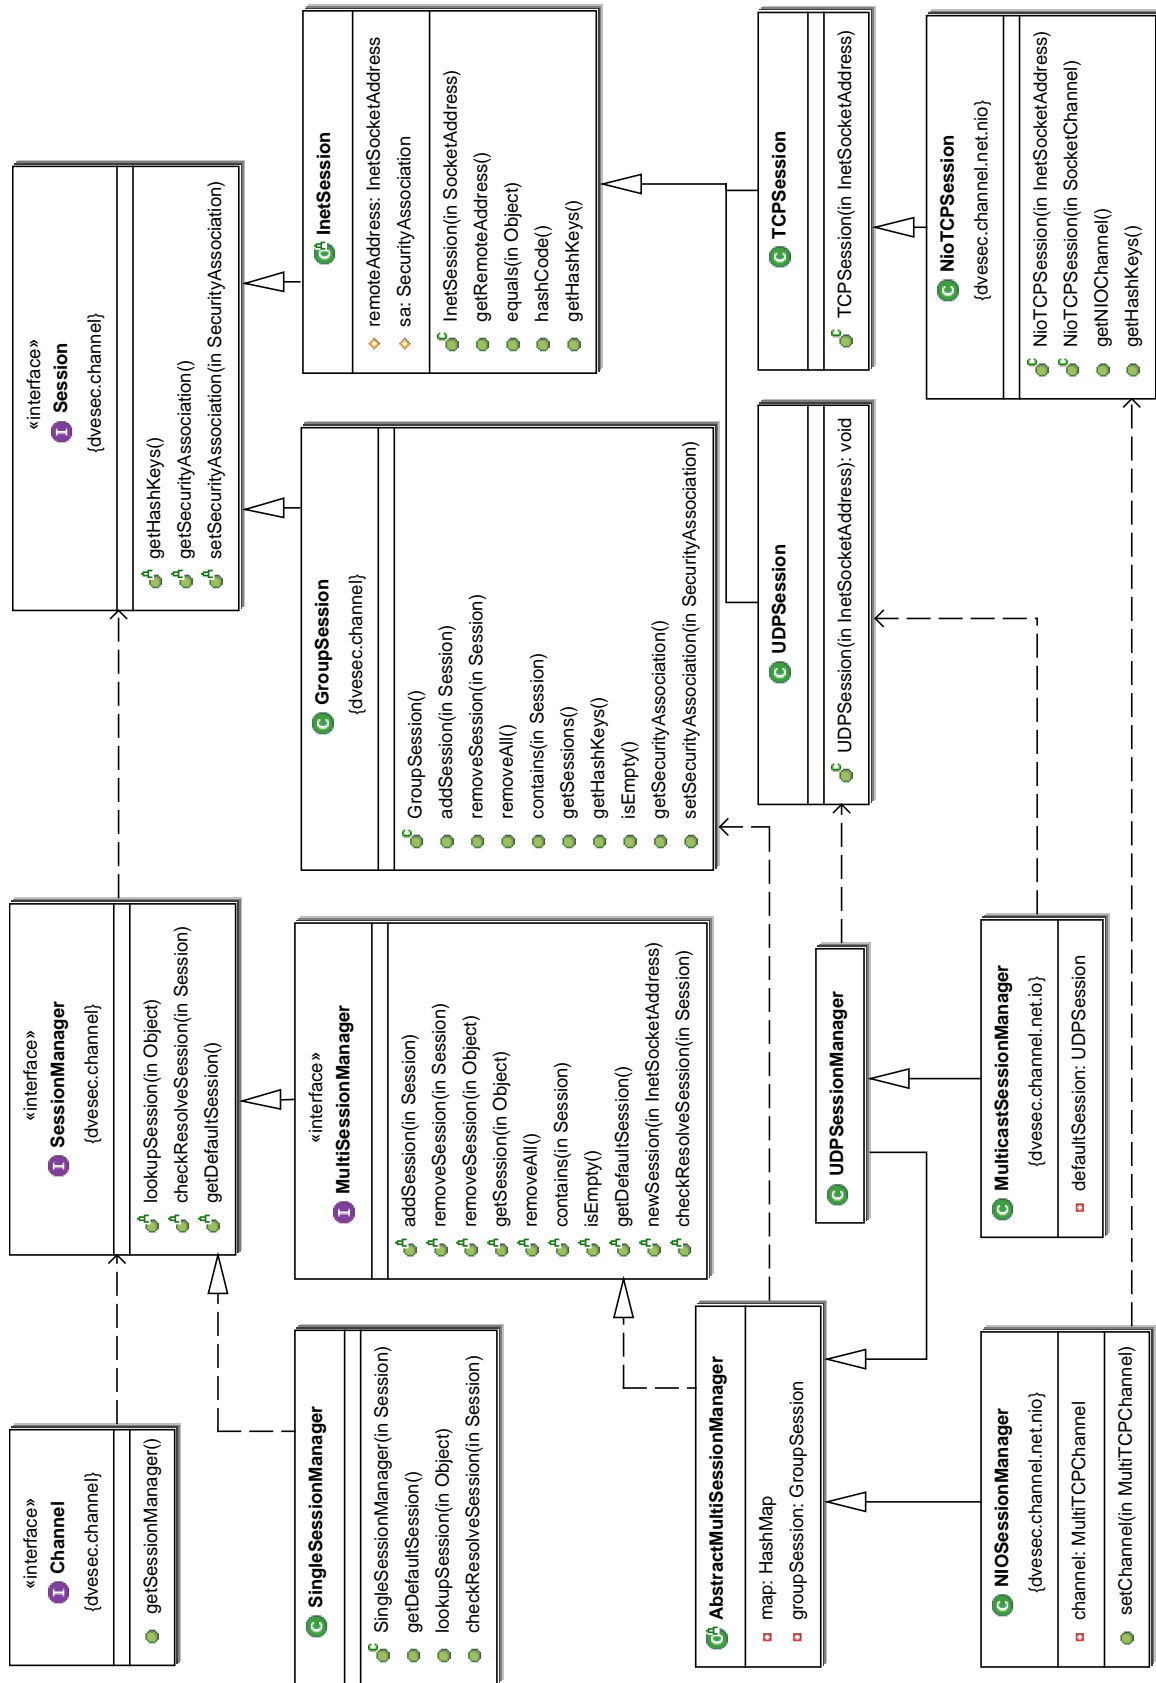 «interface»
Channel
{dvesec.channel}
getSessionManager()
«interface»
SessionManager
{dvesec.channel}
lookupSession(in Object)
checkResolveSession(in Session)
getDefaultSession()
«interface»
Session
{dvesec.channel}
getHashKeys()
getSecurityAssociation()
setSecurityAssociation(in SecurityAssociation)
SingleSessionManager
SingleSessionManager(in Session)
getDefaultSession()
lookupSession(in Object)
checkResolveSession(in Session)
«interface»
MultiSessionManager
addSession(in Session)
removeSession(in Session)
removeSession(in Object)
getSession(in Object)
removeAll()
contains(in Session)
isEmpty()
getDefaultSession()
newSession(in InetSocketAddress)
checkResolveSession(in Session)
GroupSession
{dvesec.channel}
GroupSession()
addSession(in Session)
removeSession(in Session)
removeAll()
contains(in Session)
getSessions()
getHashKeys()
isEmpty()
getSecurityAssociation()
setSecurityAssociation(in SecurityAssociation)
InetSession
remoteAddress: InetSocketAddress
sa: SecurityAssociation
InetSession(in SocketAddress)
getRemoteAddress()
equals(in Object)
hashCode()
getHashKeys()
AbstractMultiSessionManager
map: HashMap
groupSession: GroupSession
UDPSessionManager
UDPSession
UDPSession(in InetSocketAddress): void
TCPSession
TCPSession(in InetSocketAddress)
NIOSessionManager
{dvesec.channel.net.nio}
channel: MultiTCPChannel
setChannel(in MultiTCPChannel)
MulticastSessionManager
{dvesec.channel.net.io}
defaultSession: UDPSession
NioTCPSession
{dvesec.channel.net.nio}
NioTCPSession(in InetSocketAddress)
NioTCPSession(in SocketChannel)
getNIOChannel()
getHashKeys()